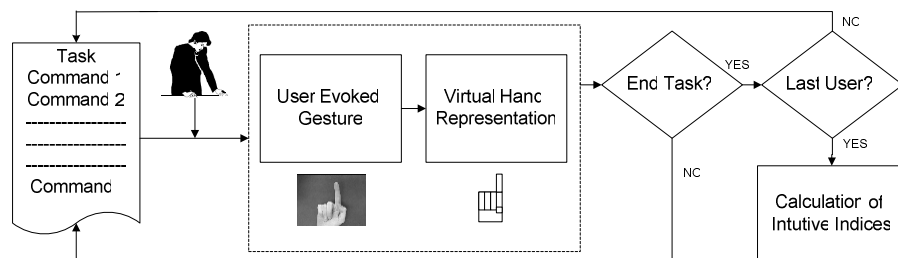 Task
Command 1
Command 2
Command
User Evoked
Gesture
Virtual Hand
Representation
End Task?
YES
NC
Last User?
NC
YES
Calculation of
Intutive Indices